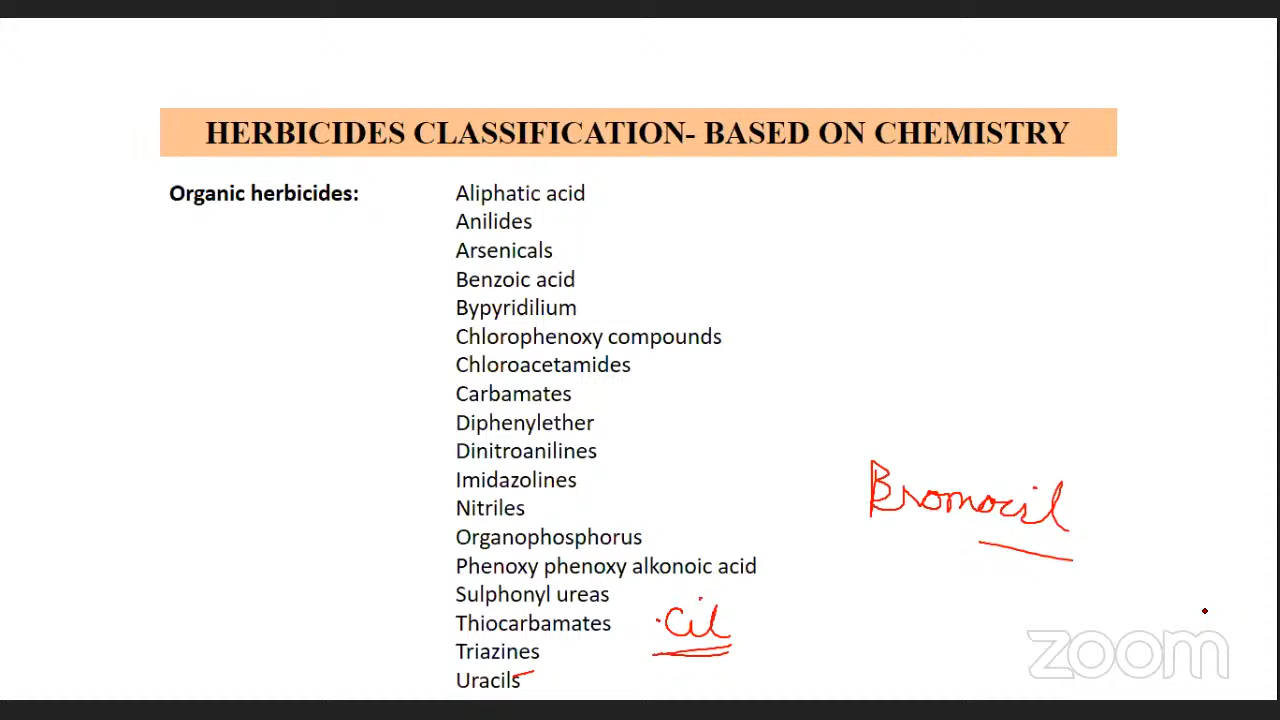 HERBICIDES CLASSIFICATION- BASED ON CHEMISTRY
Organic herbicides: Aliphatic acid
Anilides
Arsenicals
Benzoic acid
Bypyridilium
Chlorophenoxy compounds
Chloroacetamides
Carbamates
Diphenylether
Dinitroanilines
Imidazolines
Nitriles
Bromocil
Organophosphorus
Phenoxy phenoxy alkonoic acid
Sulphonyl ureas
Thiocarbamates
Cil
Triazines
Uracils
zoom